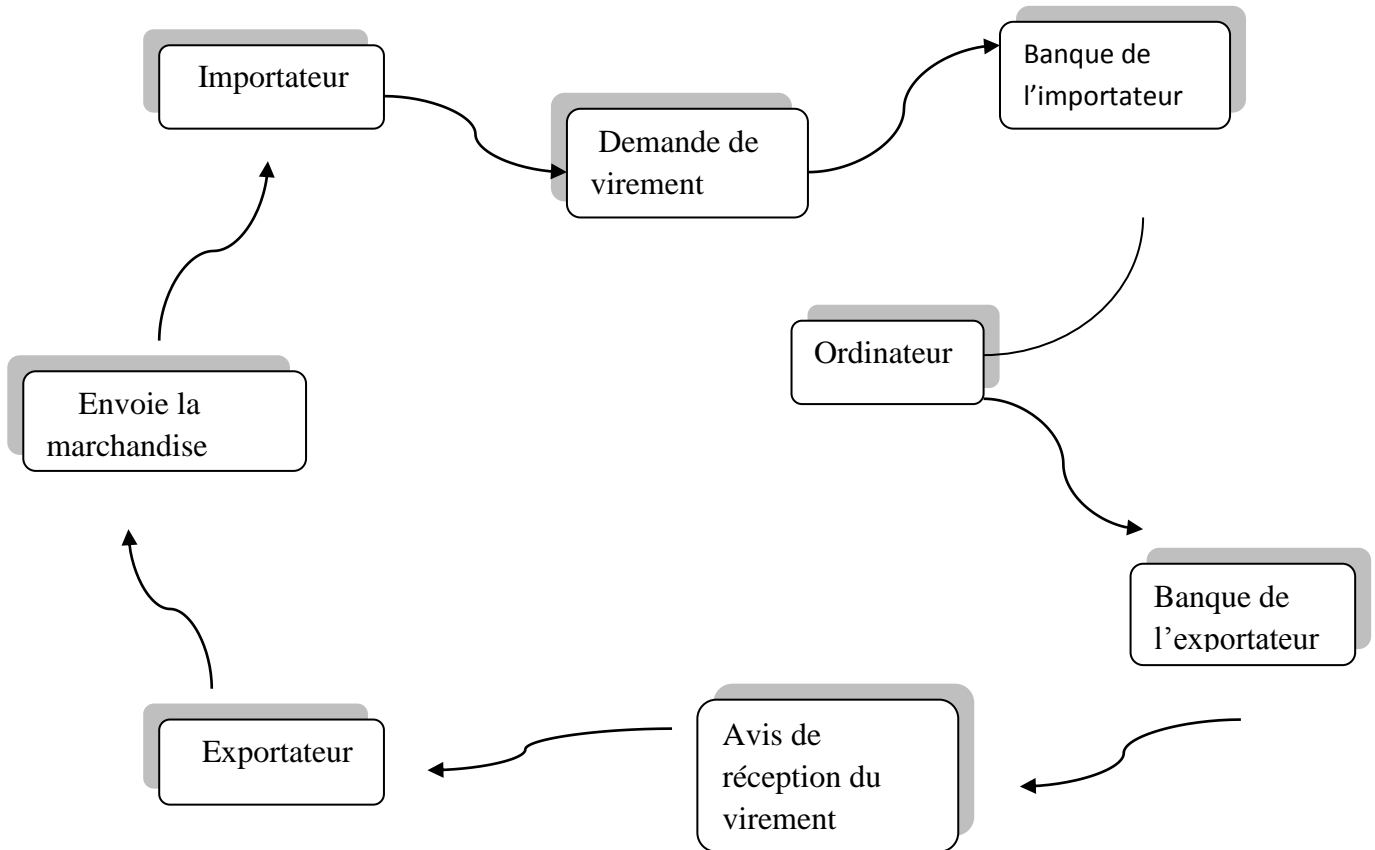 Importateur
Banque de
l’importateur
Demande de
virement
Ordinateur
Envoie la
marchandise
Banque de
l’exportateur
Exportateur
Avis de
réception du
virement